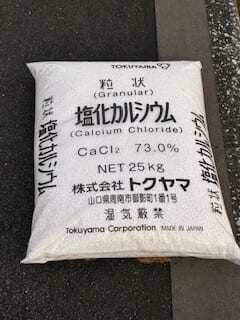 TOKUYAMA
粒状
(Granular)
塩化カルシウム
(Calcium Chloride)
CaCl₂ 73.0%
NET 25kg
株式会社 トクヤマ
山口県周南市御影町1番1号
湿気厳禁
Tokuyama Corporation MADE IN JAPAN
粒状 塩化カルシウム
粒状 塩化カルシウム